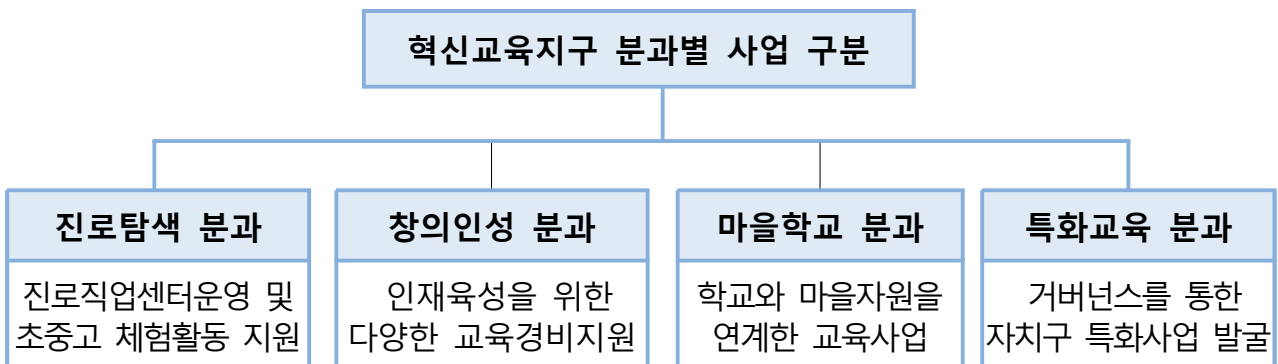 혁신교육지구 분과별 사업 구분
진로탐색 분과
진로직업센터운영 및
초중고 체험활동 지원
창의인성 분과
인재육성을 위한
다양한 교육경비지원
마을학교 분과
학교와 마을자원을
연계한 교육사업
특화교육 분과
거버넌스를 통한
자치구 특화사업 발굴